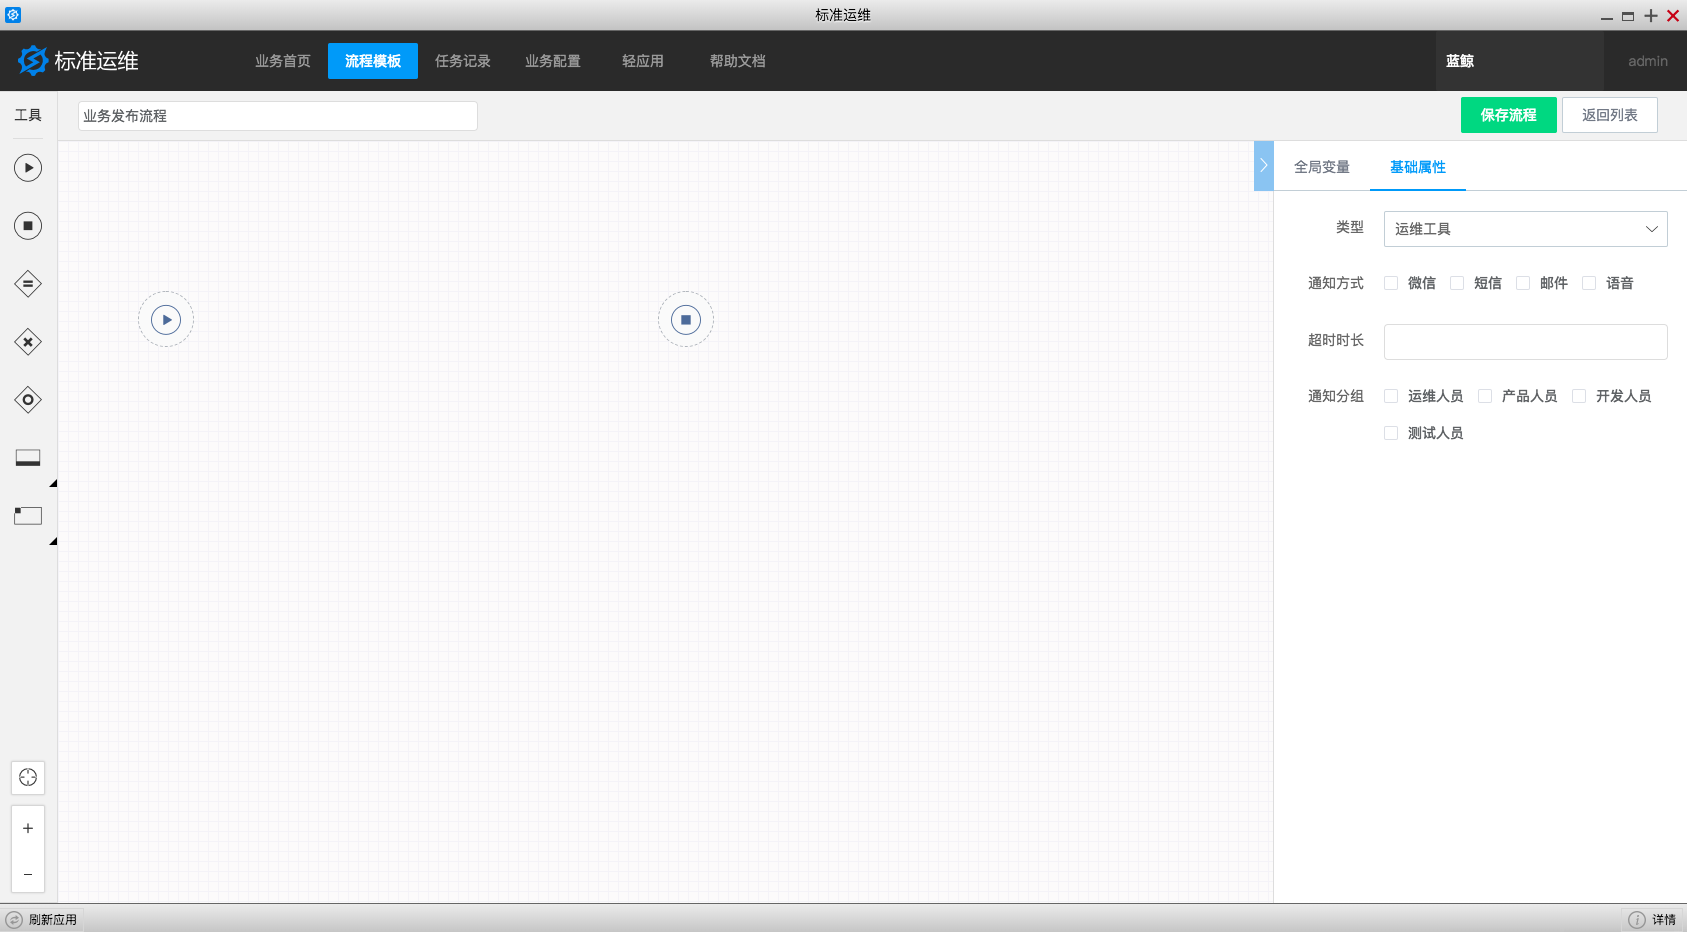 标准运维
标准运维 业务首页 流程模板 任务记录 业务配置 轻应用 帮助文档 蓝鲸 admin
工具 业务发布流程 保存流程 返回列表
全局变量 基础属性
类型 运维工具
通知方式 微信 短信 邮件 语音
超时时长
通知分组 运维人员 产品人员 开发人员
测试人员
刷新应用 详情